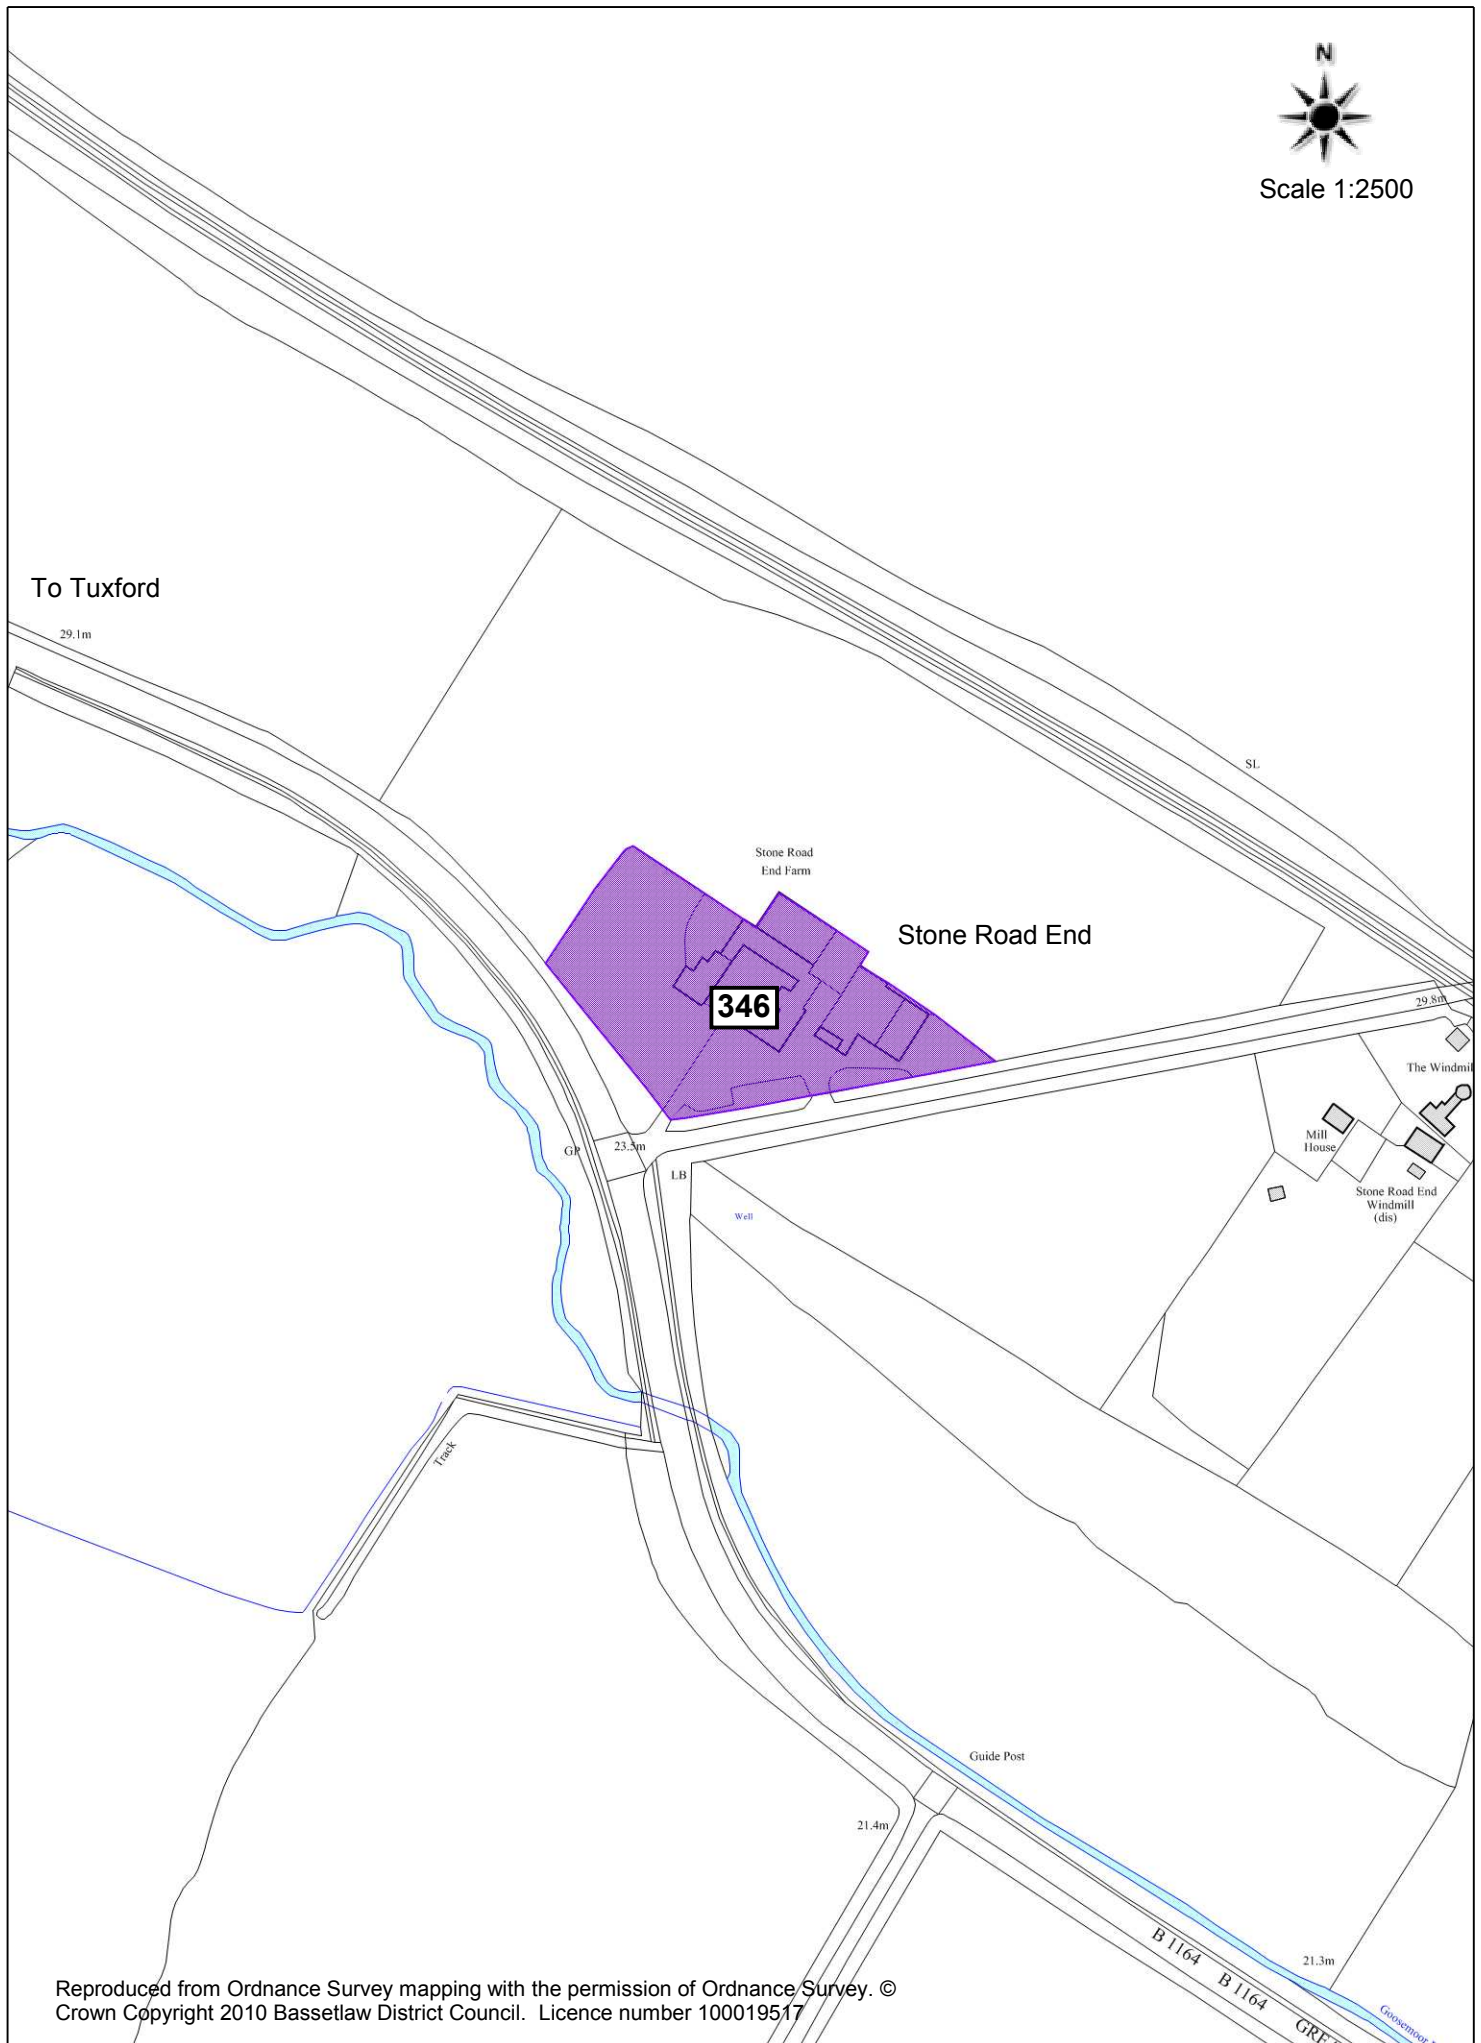 N
Scale 1:2500
To Tuxford
29.1m
SL
Stone Road
End Farm
Stone Road End
346
29.8m
The Windmil
Mill
House
GP
23.5m
LB
Stone Road End
Windmill
(dis)
Well
Track
Guide Post
21.4m
B 1164
21.3m
B 1164
Goosemoor
Reproduced from Ordnance Survey mapping with the permission of Ordnance Survey. ©
Crown Copyright 2010 Bassetlaw District Council. Licence number 100019517